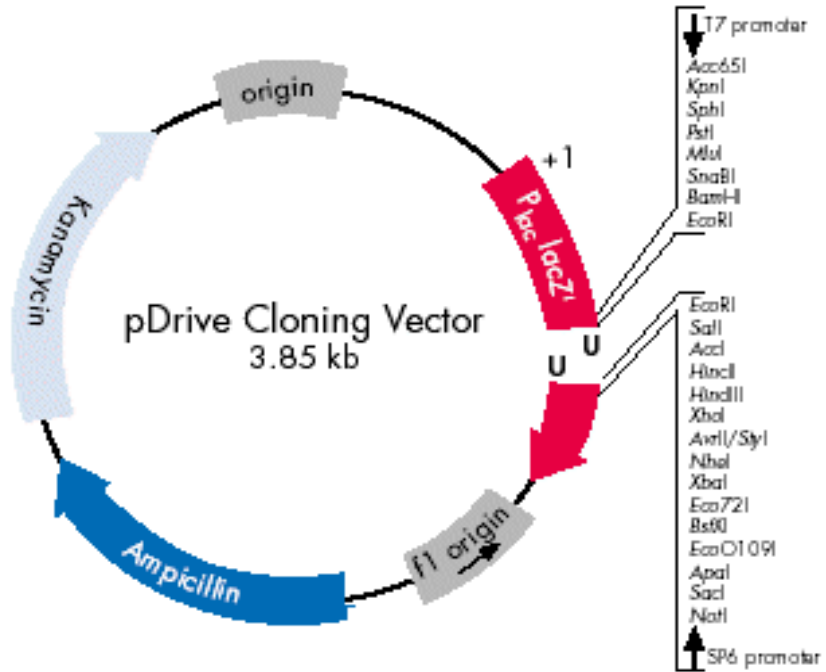 T7 promoter
Acc65I
KpnI
SphI
PstI
MluI
SnaBI
BamHI
EcoRI
origin
+1
Plac lacZ'
Kanamycin
pDrive Cloning Vector
3.85 kb
U
U
EcoRI
SalI
AccI
HincII
HindIII
XhoI
AvrII/StyI
NheI
XbaI
Eco72I
BstXI
EcoO109I
ApaI
SacI
NotI
SP6 promoter
f1 origin
Ampicillin